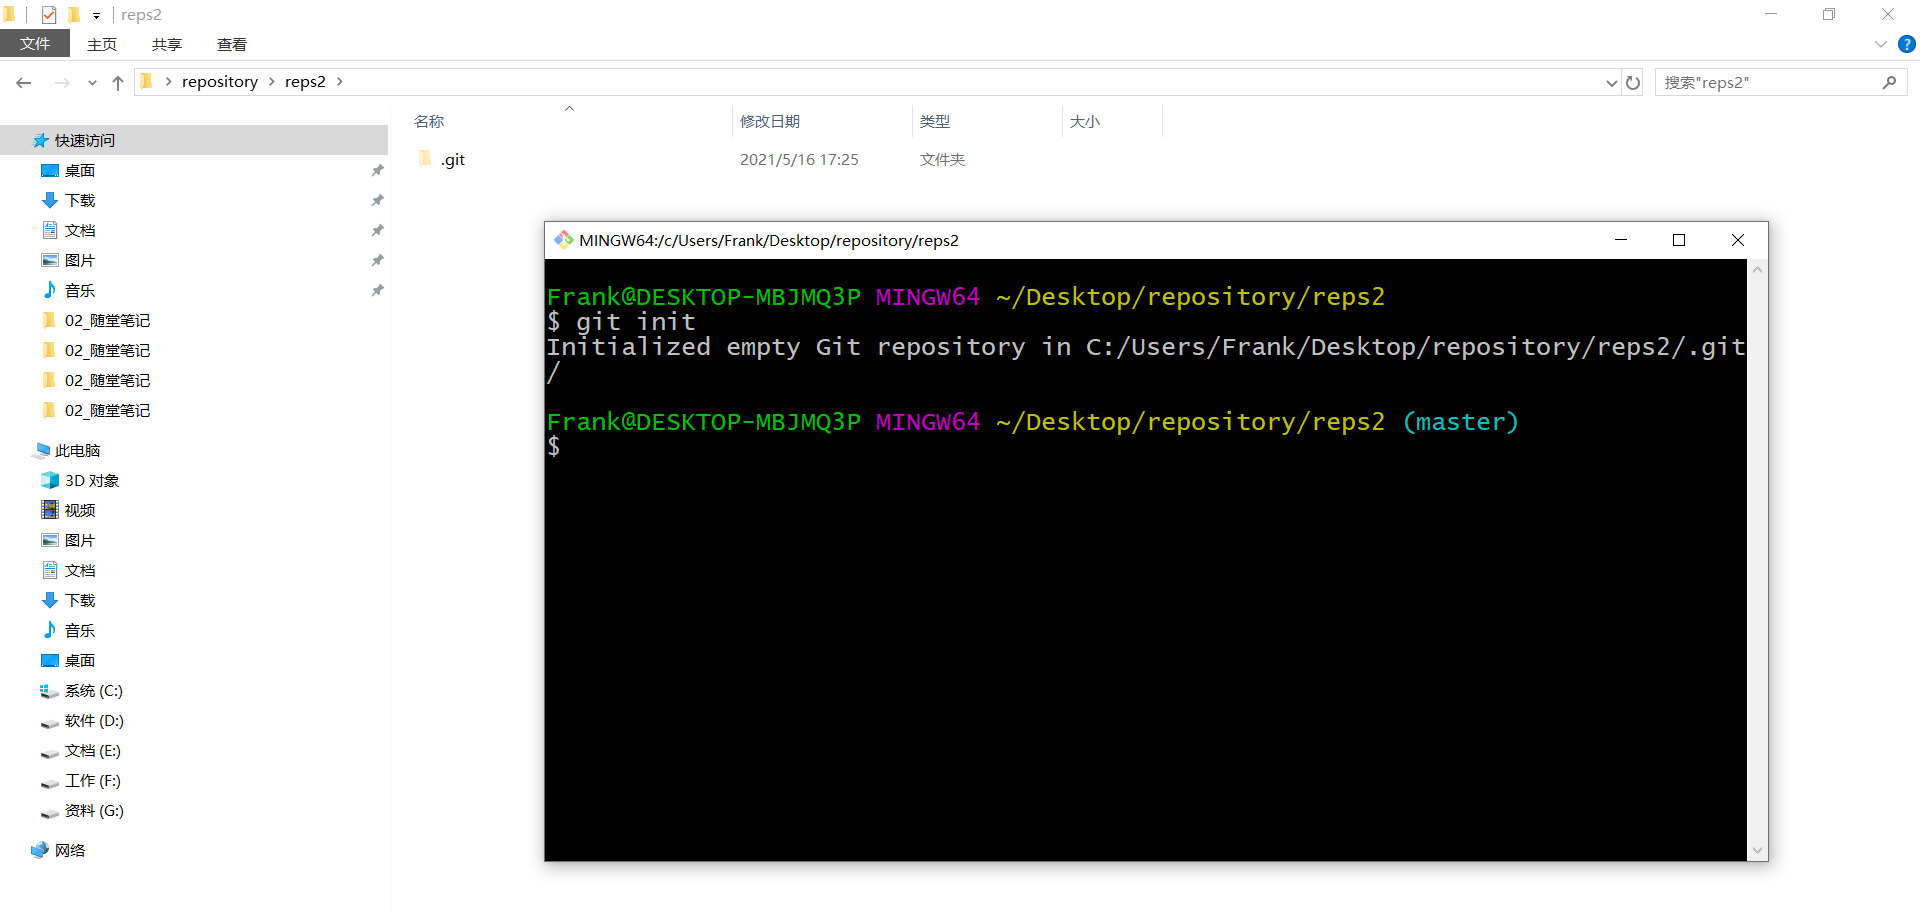 reps2
文件 主页 共享 查看
repository reps2 搜索"reps2"
名称 修改日期 类型 大小
.git 2021/5/16 17:25 文件夹
快速访问
桌面
下载
文档
图片
音乐
02_随堂笔记
02_随堂笔记
02_随堂笔记
02_随堂笔记
此电脑
3D 对象
视频
图片
文档
下载
音乐
桌面
系统 (C:)
软件 (D:)
文档 (E:)
工作 (F:)
资料 (G:)
网络
MINGW64:/c/Users/Frank/Desktop/repository/reps2
Frank@DESKTOP-MBJMQ3P MINGW64 ~/Desktop/repository/reps2
$ git init
Initialized empty Git repository in C:/Users/Frank/Desktop/repository/reps2/.git
/
Frank@DESKTOP-MBJMQ3P MINGW64 ~/Desktop/repository/reps2 (master)
$